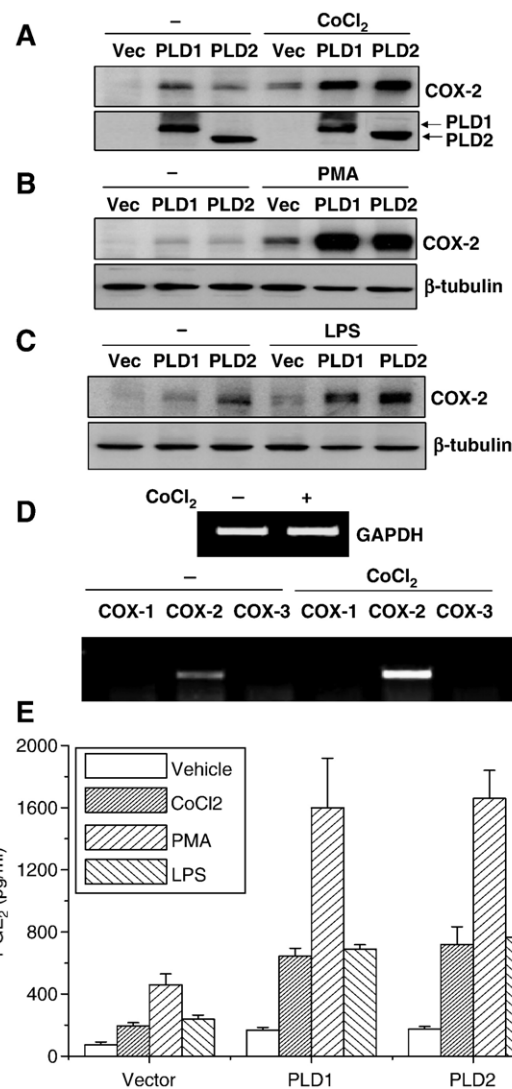 A
– CoCl₂
Vec PLD1 PLD2 Vec PLD1 PLD2
COX-2
PLD1
PLD2
B
– PMA
Vec PLD1 PLD2 Vec PLD1 PLD2
COX-2
β-tubulin
C
– LPS
Vec PLD1 PLD2 Vec PLD1 PLD2
COX-2
β-tubulin
D
CoCl₂ – +
GAPDH
– CoCl₂
COX-1 COX-2 COX-3 COX-1 COX-2 COX-3
E
2000
Vehicle
CoCl2
1600
PMA
LPS
1200
800
400
0
Vector PLD1 PLD2